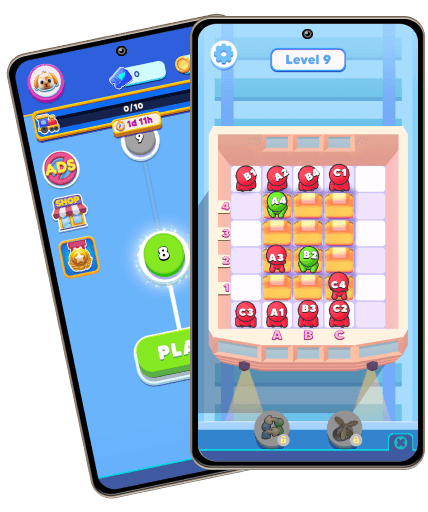 0
0/10
1d 11h
9
ADS
SHOP
8
PLA
Level 9
B1 A2 B4 C1
4 A4
3
2 A3 B2
1 C4
C3 A1 B3 C2
A B C